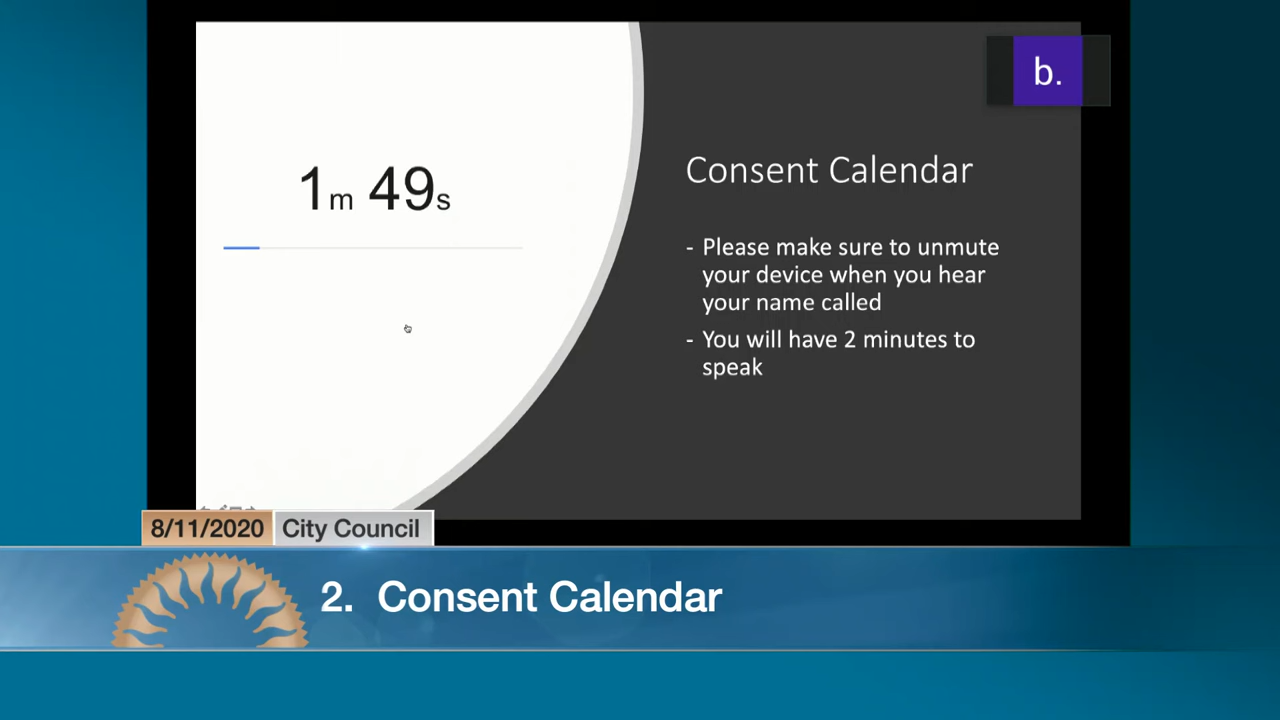 b.
1m 49s
Consent Calendar
- Please make sure to unmute
your device when you hear
your name called
- You will have 2 minutes to
speak
8/11/2020 City Council
2. Consent Calendar